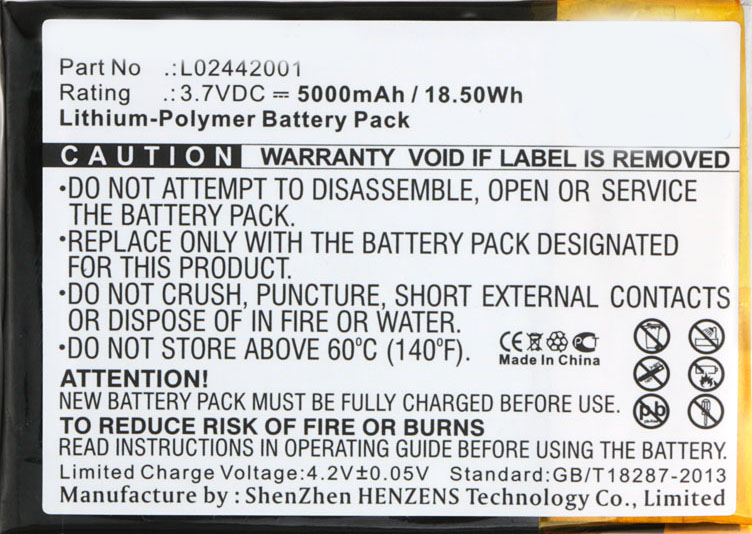 Part No .:L02442001
Rating .:3.7VDC ⎓ 5000mAh / 18.50Wh
Lithium-Polymer Battery Pack
CAUTION WARRANTY VOID IF LABEL IS REMOVED
•DO NOT ATTEMPT TO DISASSEMBLE, OPEN OR SERVICE
THE BATTERY PACK.
•REPLACE ONLY WITH THE BATTERY PACK DESIGNATED
FOR THIS PRODUCT.
•DO NOT CRUSH, PUNCTURE, SHORT EXTERNAL CONTACTS
OR DISPOSE OF IN FIRE OR WATER.
•DO NOT STORE ABOVE 60°C (140°F).
CE
Made In China
Pb
ATTENTION!
NEW BATTERY PACK MUST BE FULLY CHARGED BEFORE USE.
TO REDUCE RISK OF FIRE OR BURNS
READ INSTRUCTIONS IN OPERATING GUIDE BEFORE USING THE BATTERY.
Limited Charge Voltage:4.2V±0.05V Standard:GB/T18287-2013
Manufacture by : ShenZhen HENZENS Technology Co., Limited